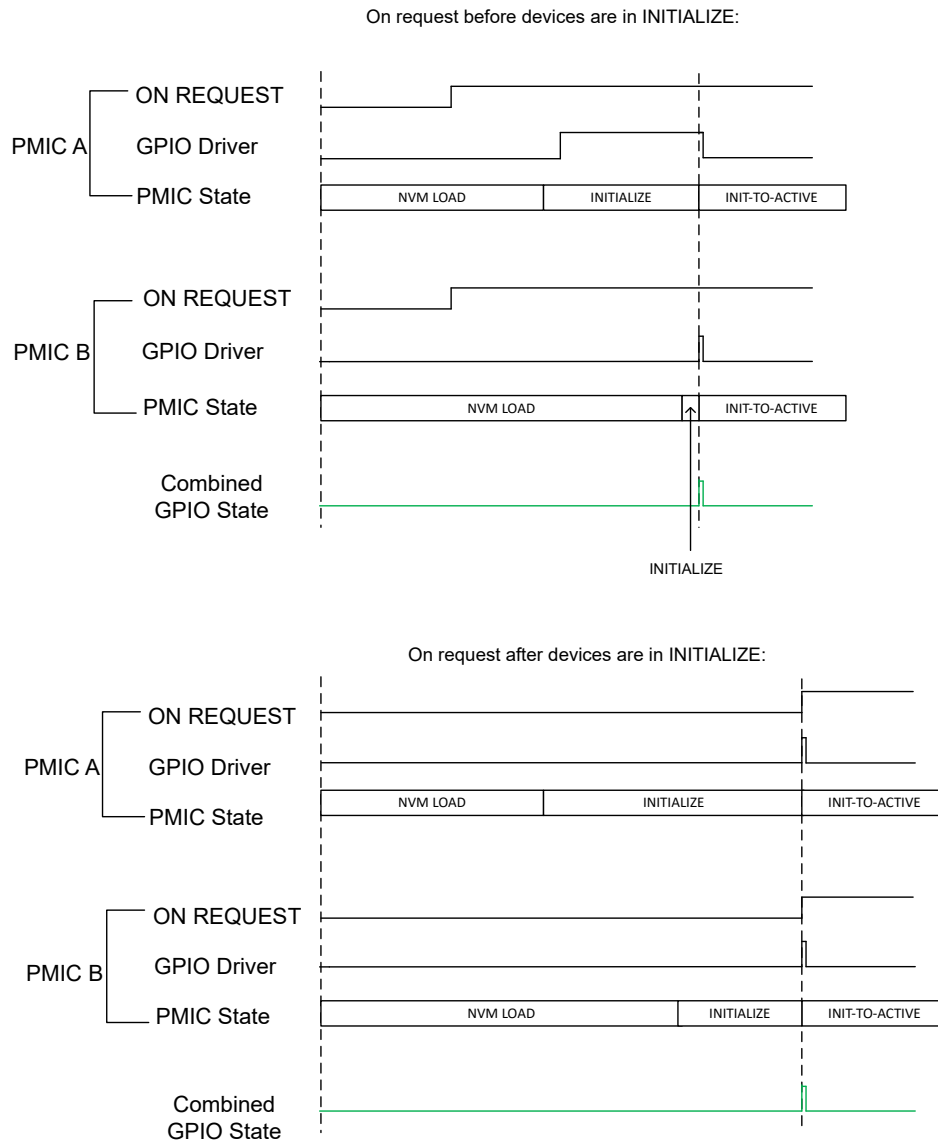 On request before devices are in INITIALIZE:
ON REQUEST
PMIC A
GPIO Driver
PMIC State
NVM LOAD
INITIALIZE
INIT-TO-ACTIVE
ON REQUEST
PMIC B
GPIO Driver
PMIC State
NVM LOAD
INIT-TO-ACTIVE
Combined
GPIO State
INITIALIZE
On request after devices are in INITIALIZE:
ON REQUEST
PMIC A
GPIO Driver
PMIC State
NVM LOAD
INITIALIZE
INIT-TO-ACTIVE
ON REQUEST
PMIC B
GPIO Driver
PMIC State
NVM LOAD
INITIALIZE
INIT-TO-ACTIVE
Combined
GPIO State